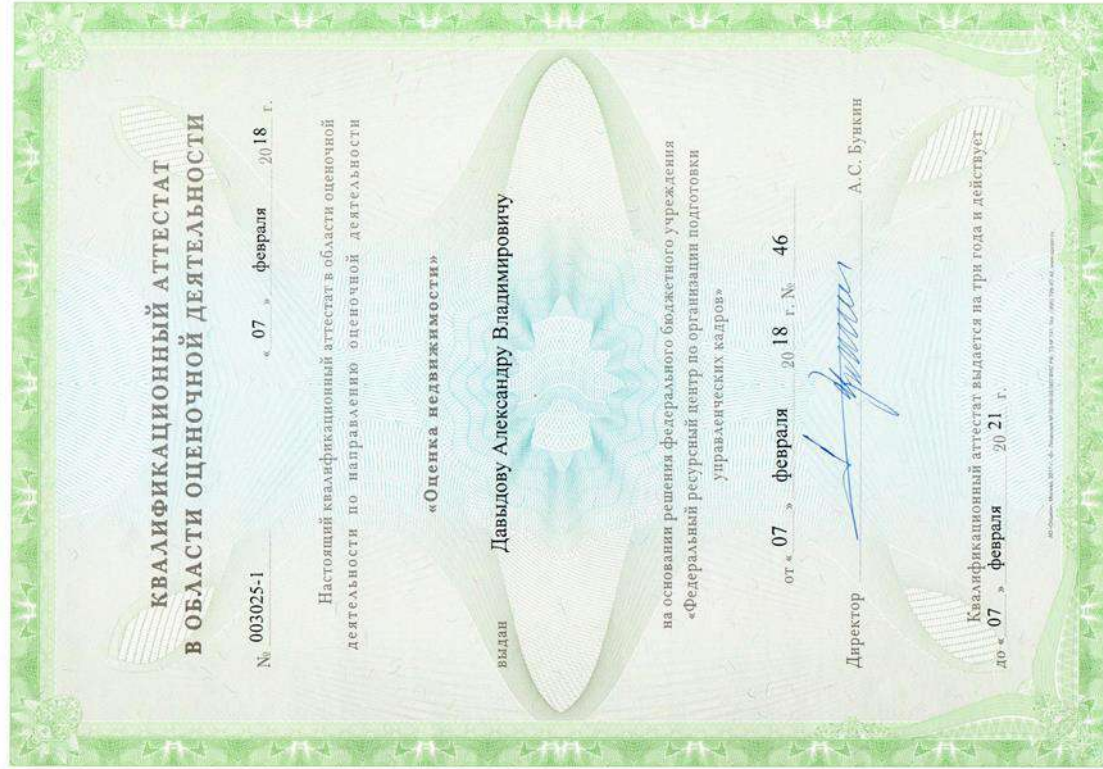 КВАЛИФИКАЦИОННЫЙ АТТЕСТАТ
В ОБЛАСТИ ОЦЕНОЧНОЙ ДЕЯТЕЛЬНОСТИ
№ 003025-1 « 07 » февраля 20 18 г.
Настоящий квалификационный аттестат в области оценочной
деятельности по направлению оценочной деятельности
«Оценка недвижимости»
выдан Давыдову Александру Владимировичу
на основании решения федерального бюджетного учреждения
«Федеральный ресурсный центр по организации подготовки
управленческих кадров»
от « 07 » февраля 20 18 г. № 46
Директор А.С. Бункин
Квалификационный аттестат выдается на три года и действует
до « 07 » февраля 20 21 г.